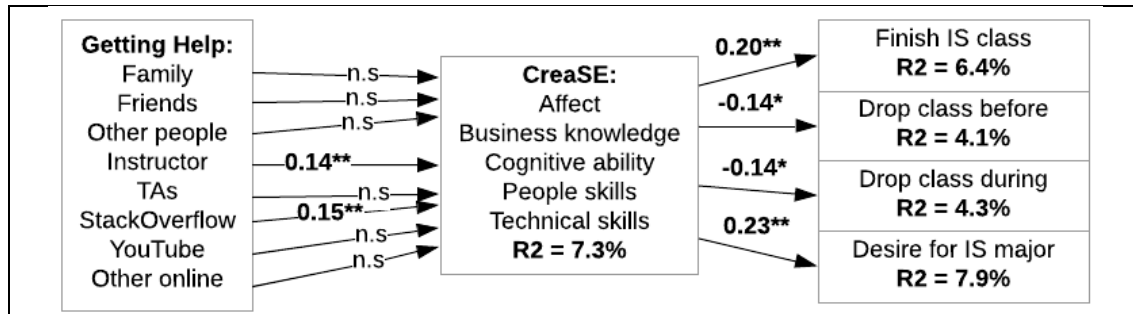 Getting Help:
Family
Friends
Other people
Instructor
TAs
StackOverflow
YouTube
Other online
n.s
n.s
n.s
0.14**
n.s
0.15**
n.s
n.s
CreaSE:
Affect
Business knowledge
Cognitive ability
People skills
Technical skills
R2 = 7.3%
0.20**
-0.14*
-0.14*
0.23**
Finish IS class
R2 = 6.4%
Drop class before
R2 = 4.1%
Drop class during
R2 = 4.3%
Desire for IS major
R2 = 7.9%